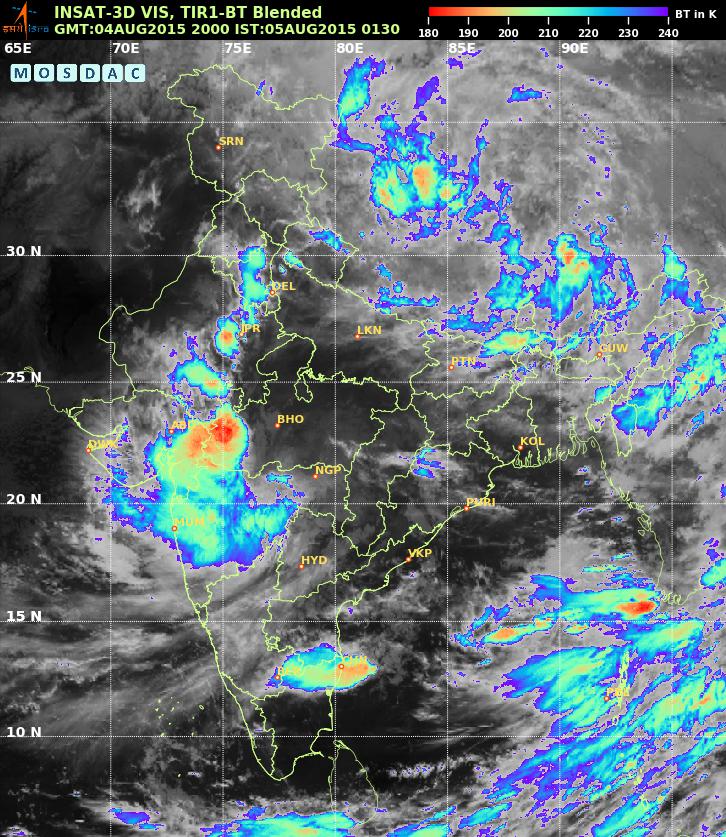 INSAT-3D VIS, TIR1-BT Blended
GMT:04AUG2015 2000 IST:05AUG2015 0130
BT in K
180 190 200 210 220 230 240
65E 70E 75E 80E 85E 90E
M O S D A C
SRN
30 N
DEL
JPR
LKN
GUW
PTN
25 N
BHO
DWK
KOL
NGP
20 N
PURI
MUM
VKP
HYD
15 N
10 N